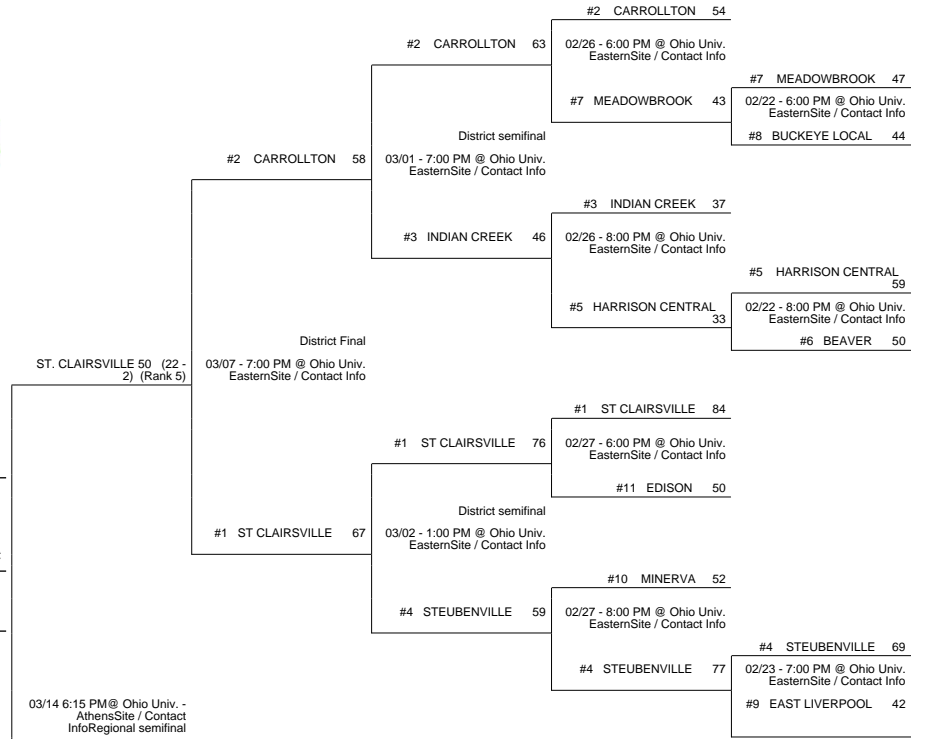 #2 CARROLLTON 54
#2 CARROLLTON 63
02/26 - 6:00 PM @ Ohio Univ.
EasternSite / Contact Info
#7 MEADOWBROOK 47
#7 MEADOWBROOK 43
02/22 - 6:00 PM @ Ohio Univ.
EasternSite / Contact Info
#8 BUCKEYE LOCAL 44
District semifinal
03/01 - 7:00 PM @ Ohio Univ.
EasternSite / Contact Info
#2 CARROLLTON 58
#3 INDIAN CREEK 37
#3 INDIAN CREEK 46
02/26 - 8:00 PM @ Ohio Univ.
EasternSite / Contact Info
#5 HARRISON CENTRAL
59
#5 HARRISON CENTRAL
33
02/22 - 8:00 PM @ Ohio Univ.
EasternSite / Contact Info
#6 BEAVER 50
District Final
03/07 - 7:00 PM @ Ohio Univ.
EasternSite / Contact Info
ST. CLAIRSVILLE 50 (22 -
2) (Rank 5)
#1 ST CLAIRSVILLE 84
#1 ST CLAIRSVILLE 76
02/27 - 6:00 PM @ Ohio Univ.
EasternSite / Contact Info
#11 EDISON 50
District semifinal
03/02 - 1:00 PM @ Ohio Univ.
EasternSite / Contact Info
#1 ST CLAIRSVILLE 67
#10 MINERVA 52
#4 STEUBENVILLE 59
02/27 - 8:00 PM @ Ohio Univ.
EasternSite / Contact Info
#4 STEUBENVILLE 69
#4 STEUBENVILLE 77
02/23 - 7:00 PM @ Ohio Univ.
EasternSite / Contact Info
#9 EAST LIVERPOOL 42
03/14 6:15 PM@ Ohio Univ. -
AthensSite / Contact
InfoRegional semifinal